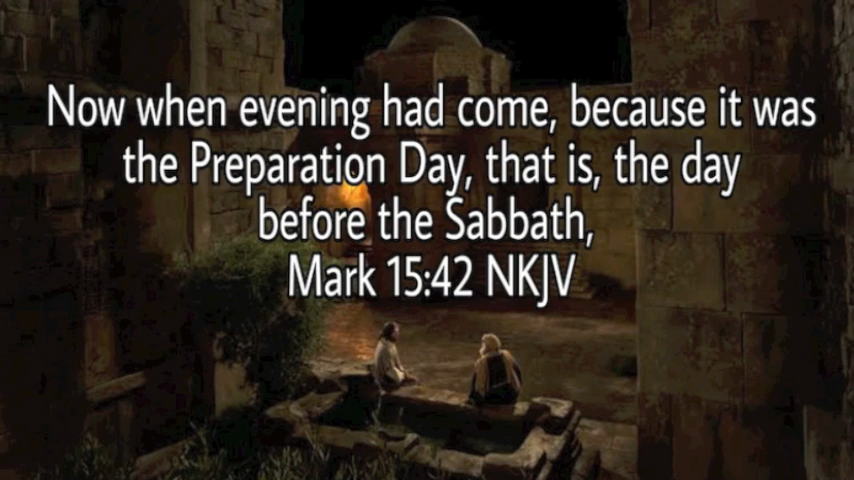 Now when evening had come, because it was
the Preparation Day, that is, the day
before the Sabbath,
Mark 15:42 NKJV